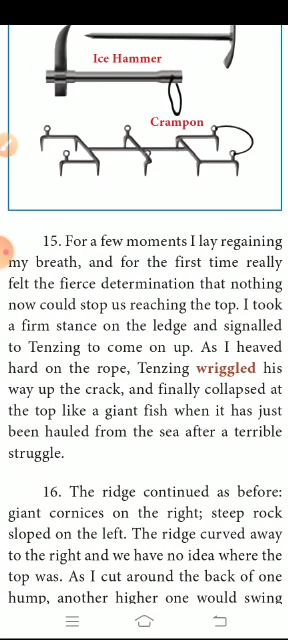 Ice Hammer
Crampon
15. For a few moments I lay regaining
my breath, and for the first time really
felt the fierce determination that nothing
now could stop us reaching the top. I took
a firm stance on the ledge and signalled
to Tenzing to come on up. As I heaved
hard on the rope, Tenzing wriggled his
way up the crack, and finally collapsed at
the top like a giant fish when it has just
been hauled from the sea after a terrible
struggle.
16. The ridge continued as before:
giant cornices on the right; steep rock
sloped on the left. The ridge curved away
to the right and we have no idea where the
top was. As I cut around the back of one
hump, another higher one would swing